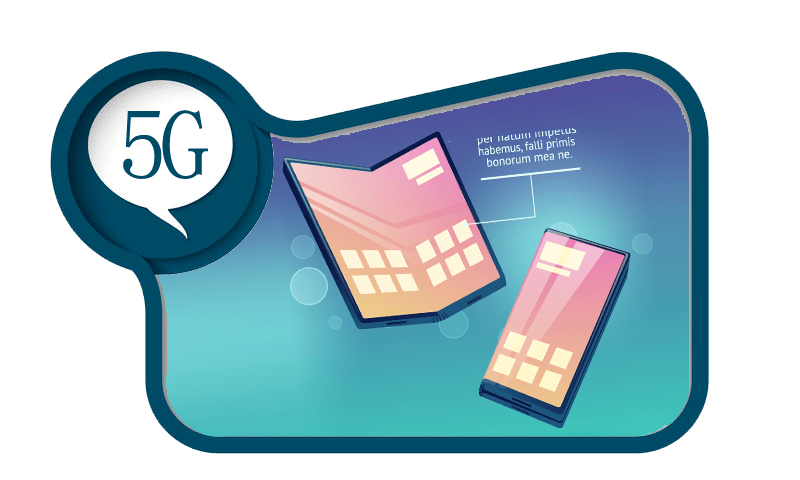 5G
per natum impetus
habemus, falli primis
bonorum mea ne.